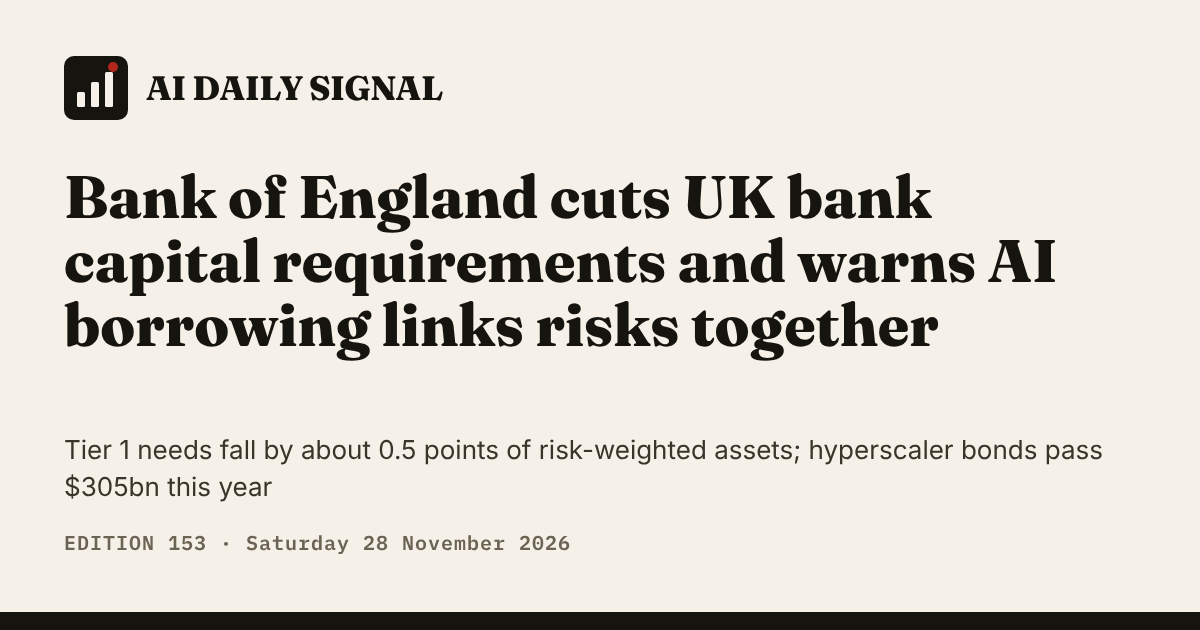 AI DAILY SIGNAL
Bank of England cuts UK bank
capital requirements and warns AI
borrowing links risks together
Tier 1 needs fall by about 0.5 points of risk-weighted assets; hyperscaler bonds pass
$305bn this year
EDITION 153 · Saturday 28 November 2026